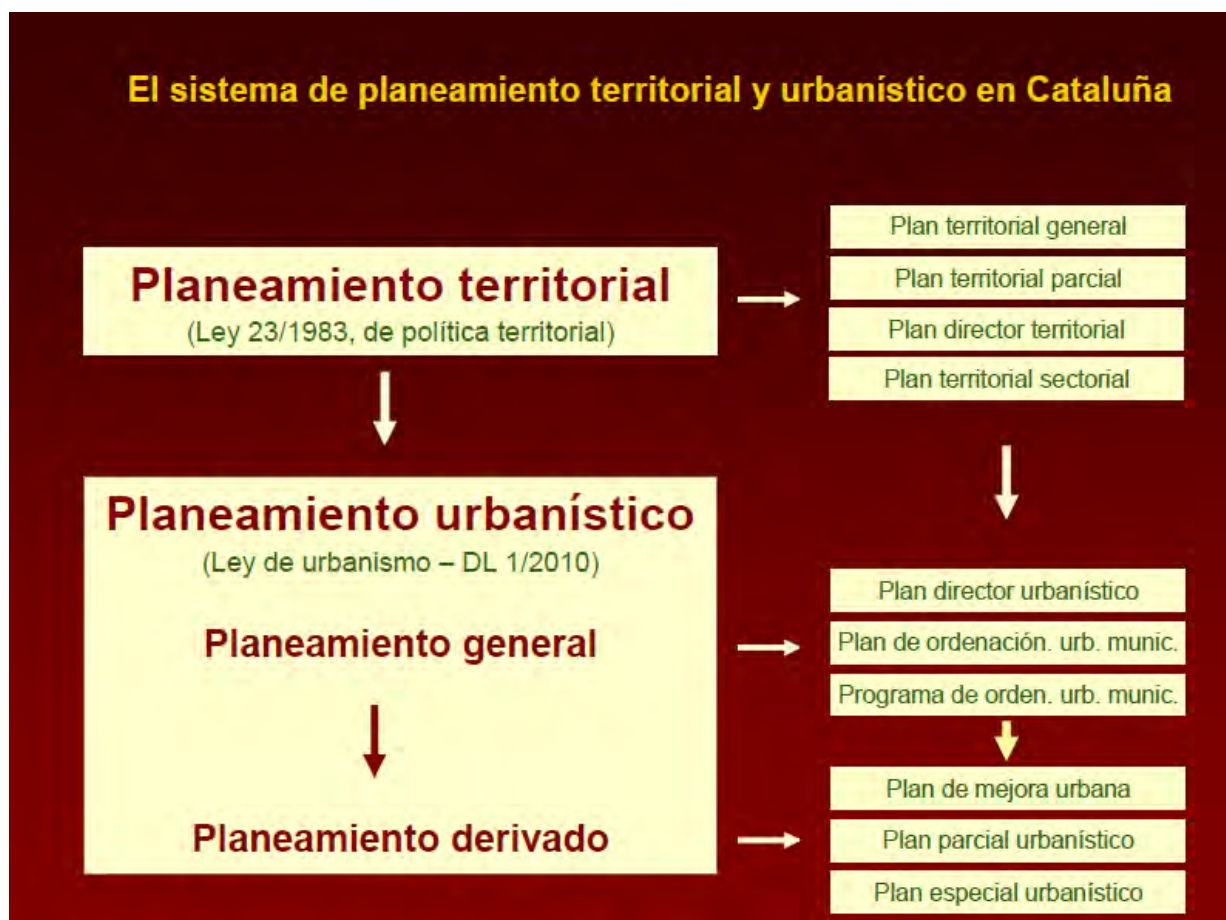 El sistema de planeamiento territorial y urbanístico en Cataluña
Planeamiento territorial
(Ley 23/1983, de política territorial)
Plan territorial general
Plan territorial parcial
Plan director territorial
Plan territorial sectorial
Planeamiento urbanístico
(Ley de urbanismo – DL 1/2010)
Planeamiento general
Plan director urbanístico
Plan de ordenación. urb. munic.
Programa de orden. urb. munic.
Planeamiento derivado
Plan de mejora urbana
Plan parcial urbanístico
Plan especial urbanístico